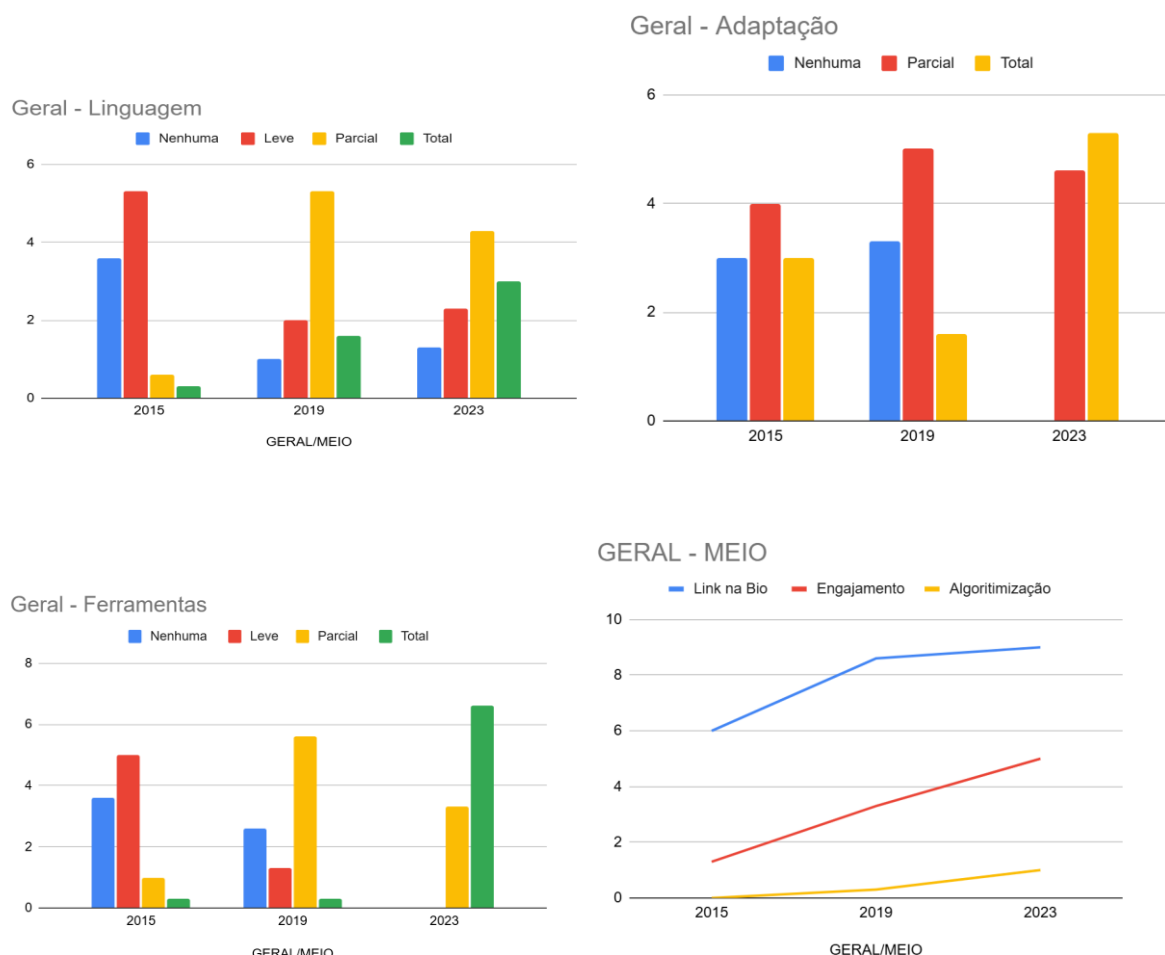 Geral - Linguagem
Nenhuma Leve Parcial Total
6
4
2
0
2015 2019 2023
GERAL/MEIO
Geral - Adaptação
Nenhuma Parcial Total
6
4
2
0
2015 2019 2023
Geral - Ferramentas
Nenhuma Leve Parcial Total
8
6
4
2
0
2015 2019 2023
GERAL/MEIO
GERAL - MEIO
Link na Bio Engajamento Algoritimização
10
8
6
4
2
0
2015 2019 2023
GERAL/MEIO